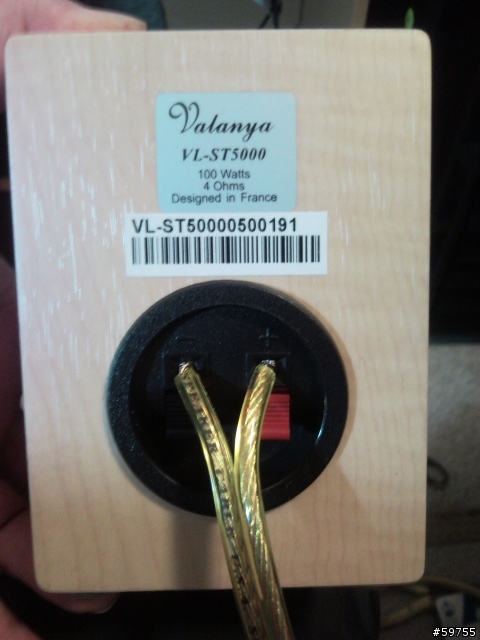 Valanya
VL-ST5000
100 Watts
4 Ohms
Designed in France
VL-ST50000500191
- +
#59755